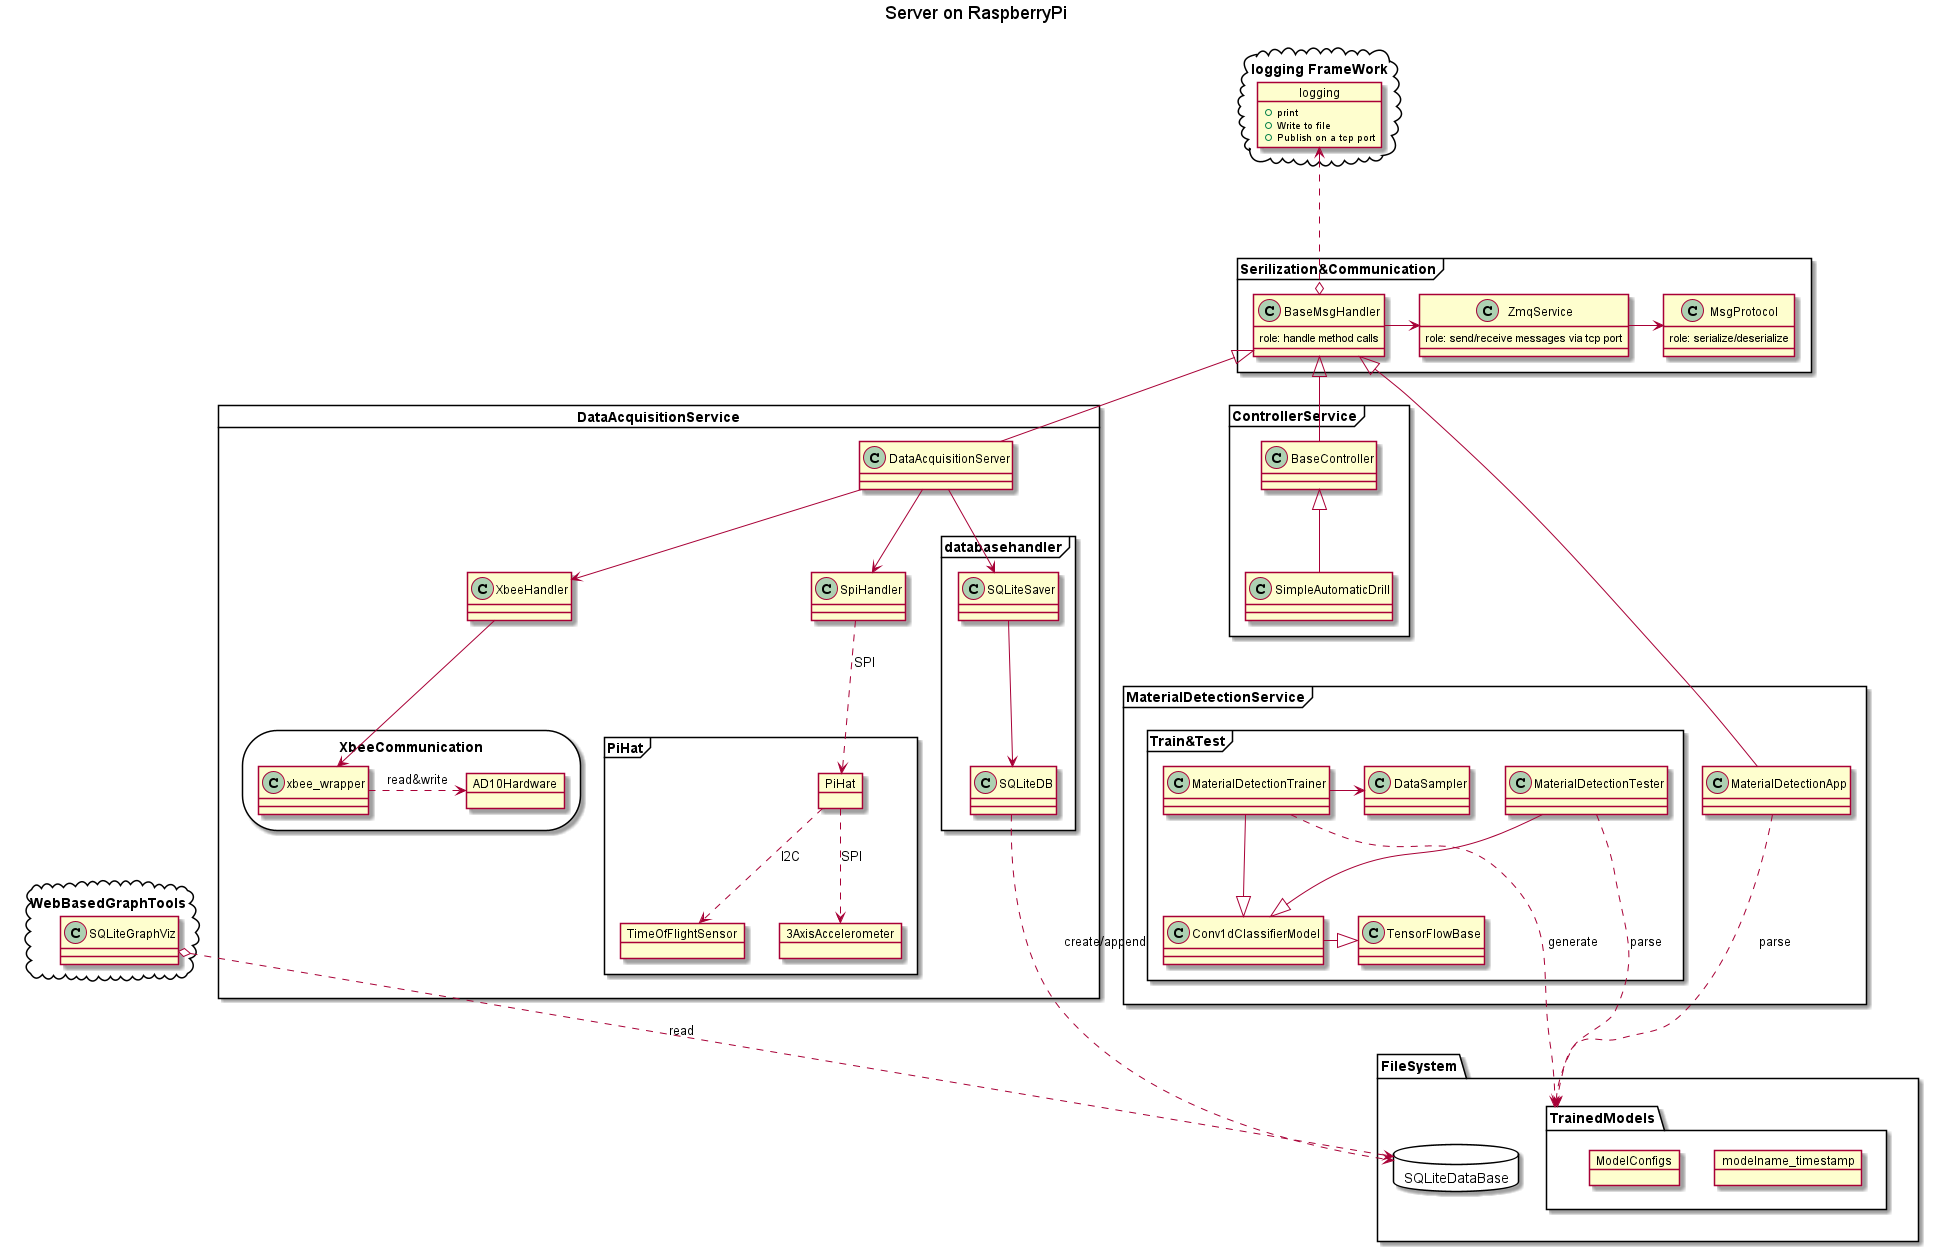 Server on RaspberryPi
logging FrameWork
logging
print
Write to file
Publish on a tcp port
Serilization&Communication
C BaseMsgHandler
role: handle method calls
C ZmqService
role: send/receive messages via tcp port
C MsgProtocol
role: serialize/deserialize
DataAcquisitionService
C DataAcquisitionServer
ControllerService
C BaseController
databasehandler
C XbeeHandler
C SpiHandler
C SQLiteSaver
C SimpleAutomaticDrill
SPI
MaterialDetectionService
XbeeCommunication
C xbee_wrapper
read&write
AD10Hardware
PiHat
PiHat
C SQLiteDB
Train&Test
C MaterialDetectionTrainer
C DataSampler
C MaterialDetectionTester
C MaterialDetectionApp
I2C
SPI
WebBasedGraphTools
C SQLiteGraphViz
TimeOfFlightSensor
3AxisAccelerometer
create/append
C Conv1dClassifierModel
C TensorFlowBase
generate
parse
parse
read
FileSystem
TrainedModels
SQLiteDataBase
ModelConfigs
modelname_timestamp